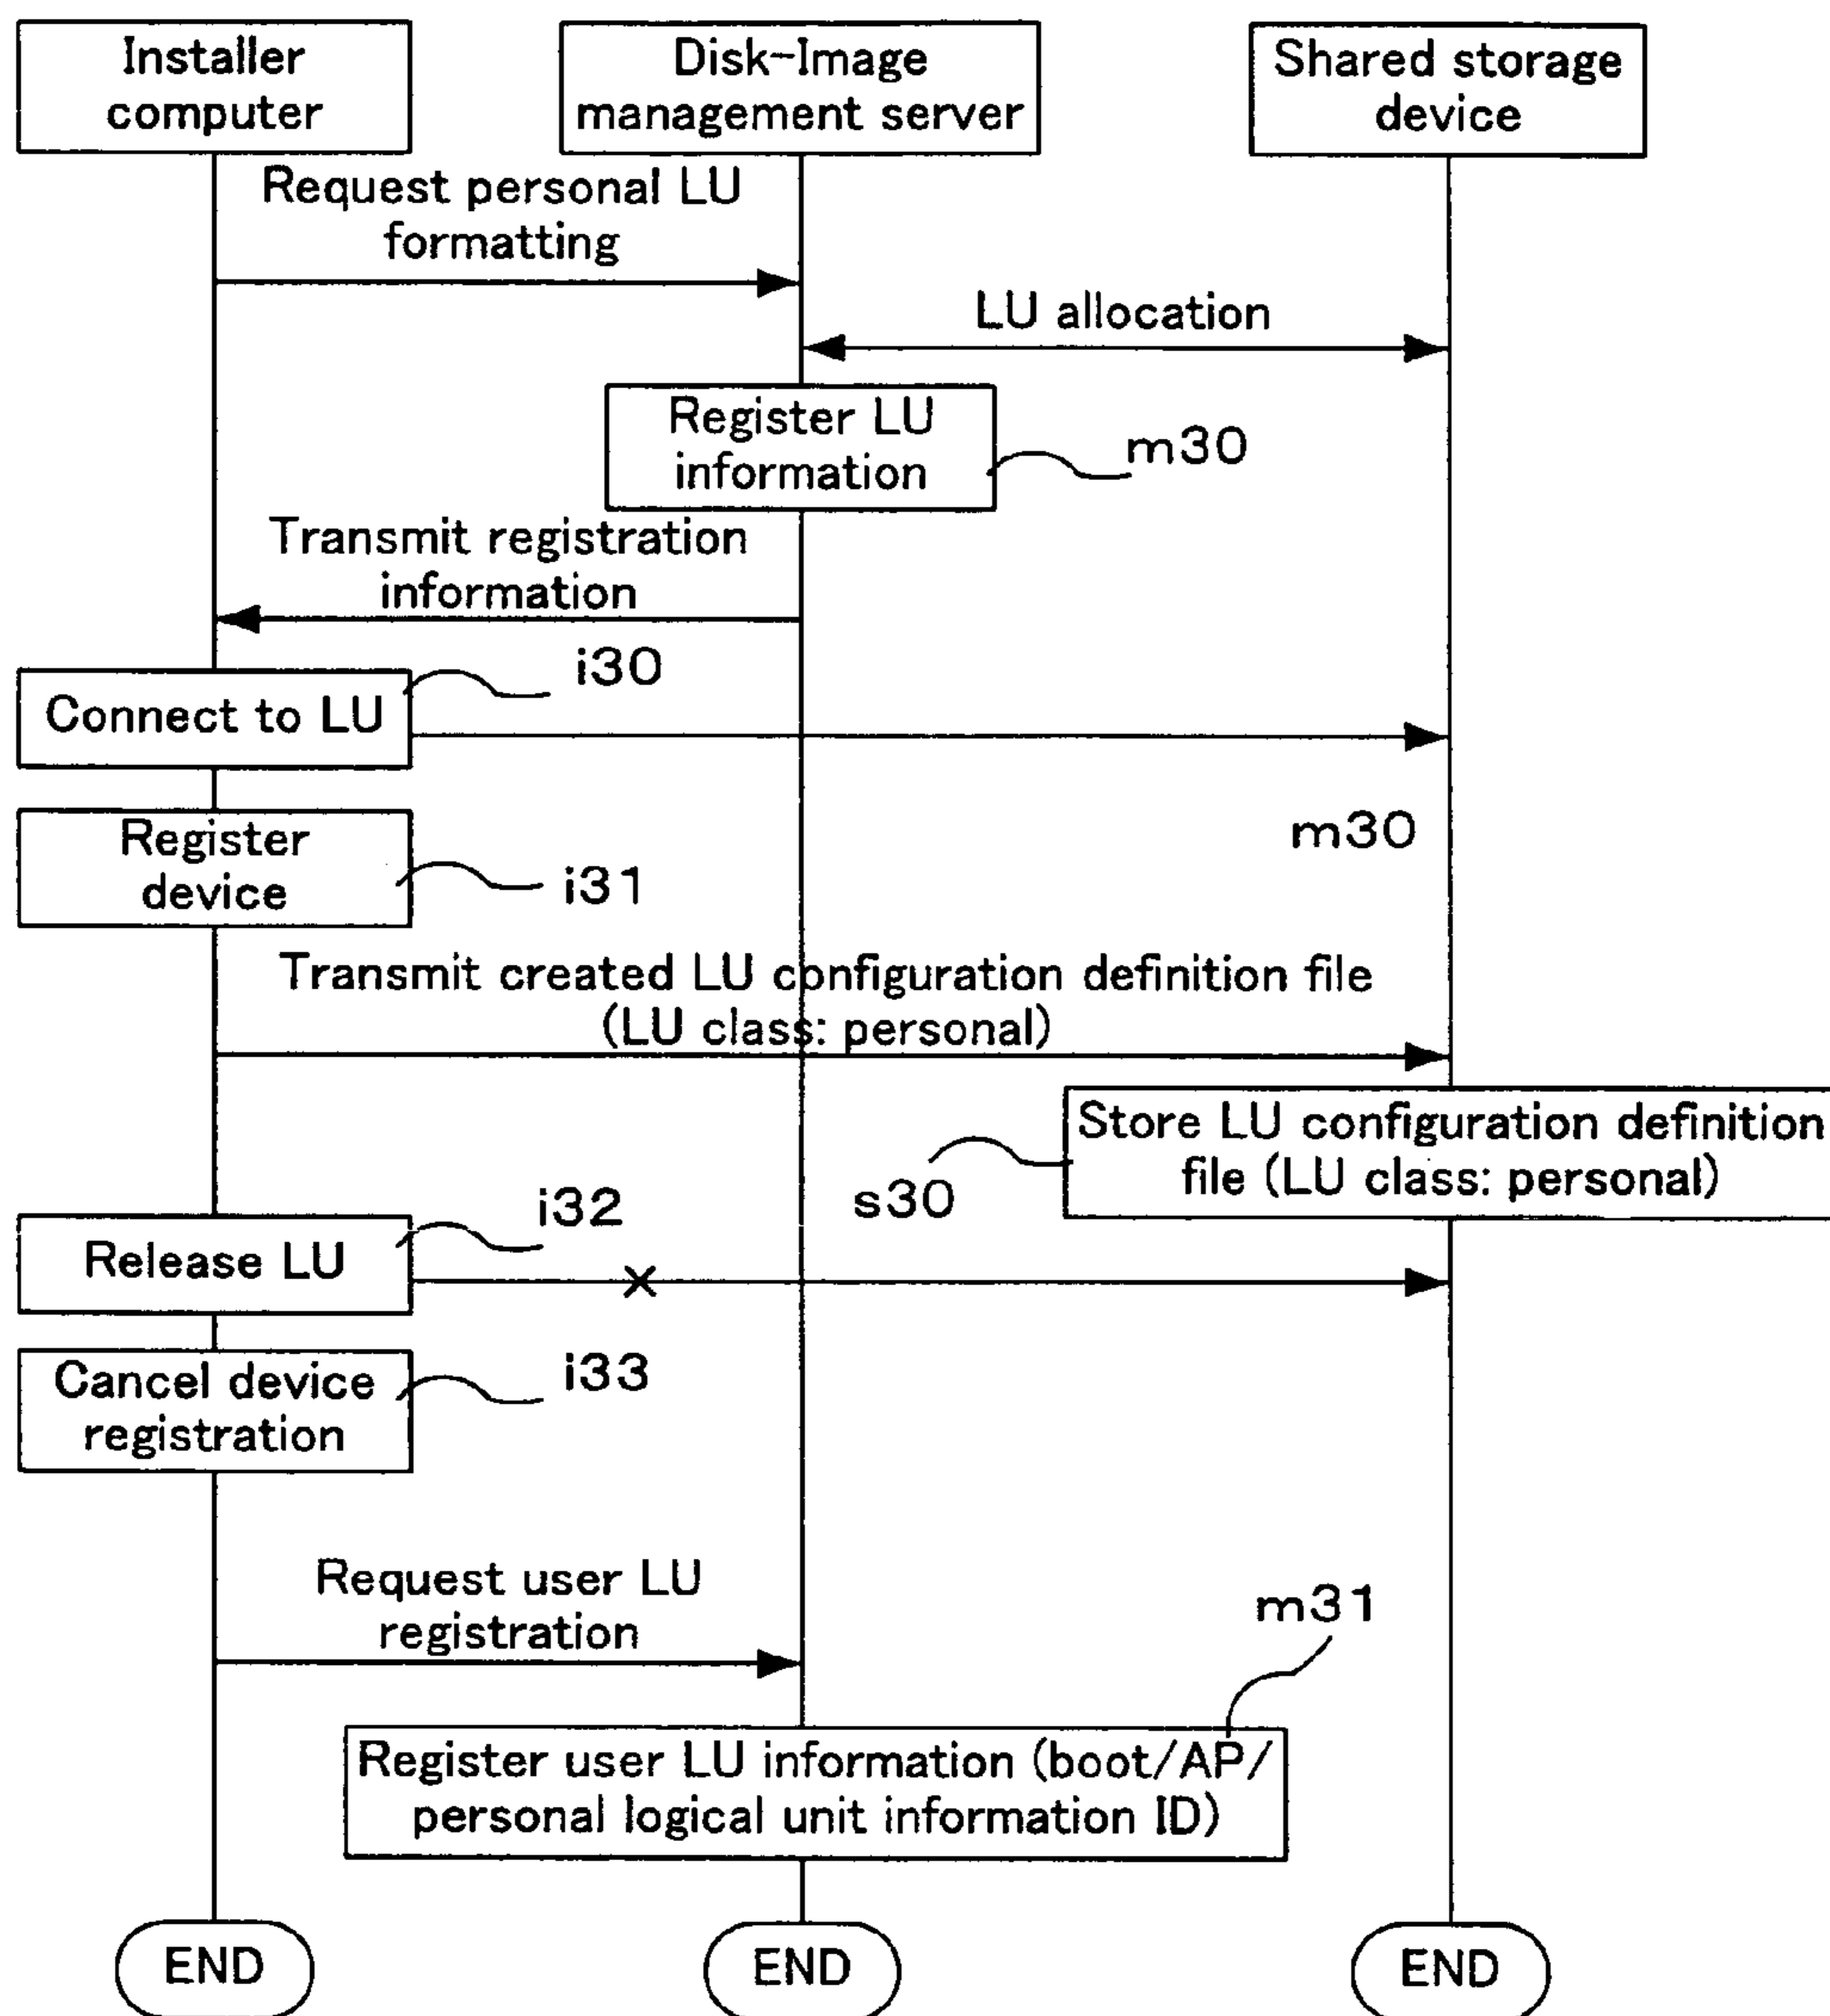 Installer
computer
Disk-Image
management server
Shared storage
device
Request personal LU
formatting
LU allocation
Register LU
information
m30
Transmit registration
information
i30
Connect to LU
m30
Register
device
i31
Transmit created LU configuration definition file
(LU class: personal)
Store LU configuration definition
file (LU class: personal)
s30
i32
Release LU
Cancel device
registration
i33
Request user LU
registration
m31
Register user LU information (boot/AP/
personal logical unit information ID)
END
END
END